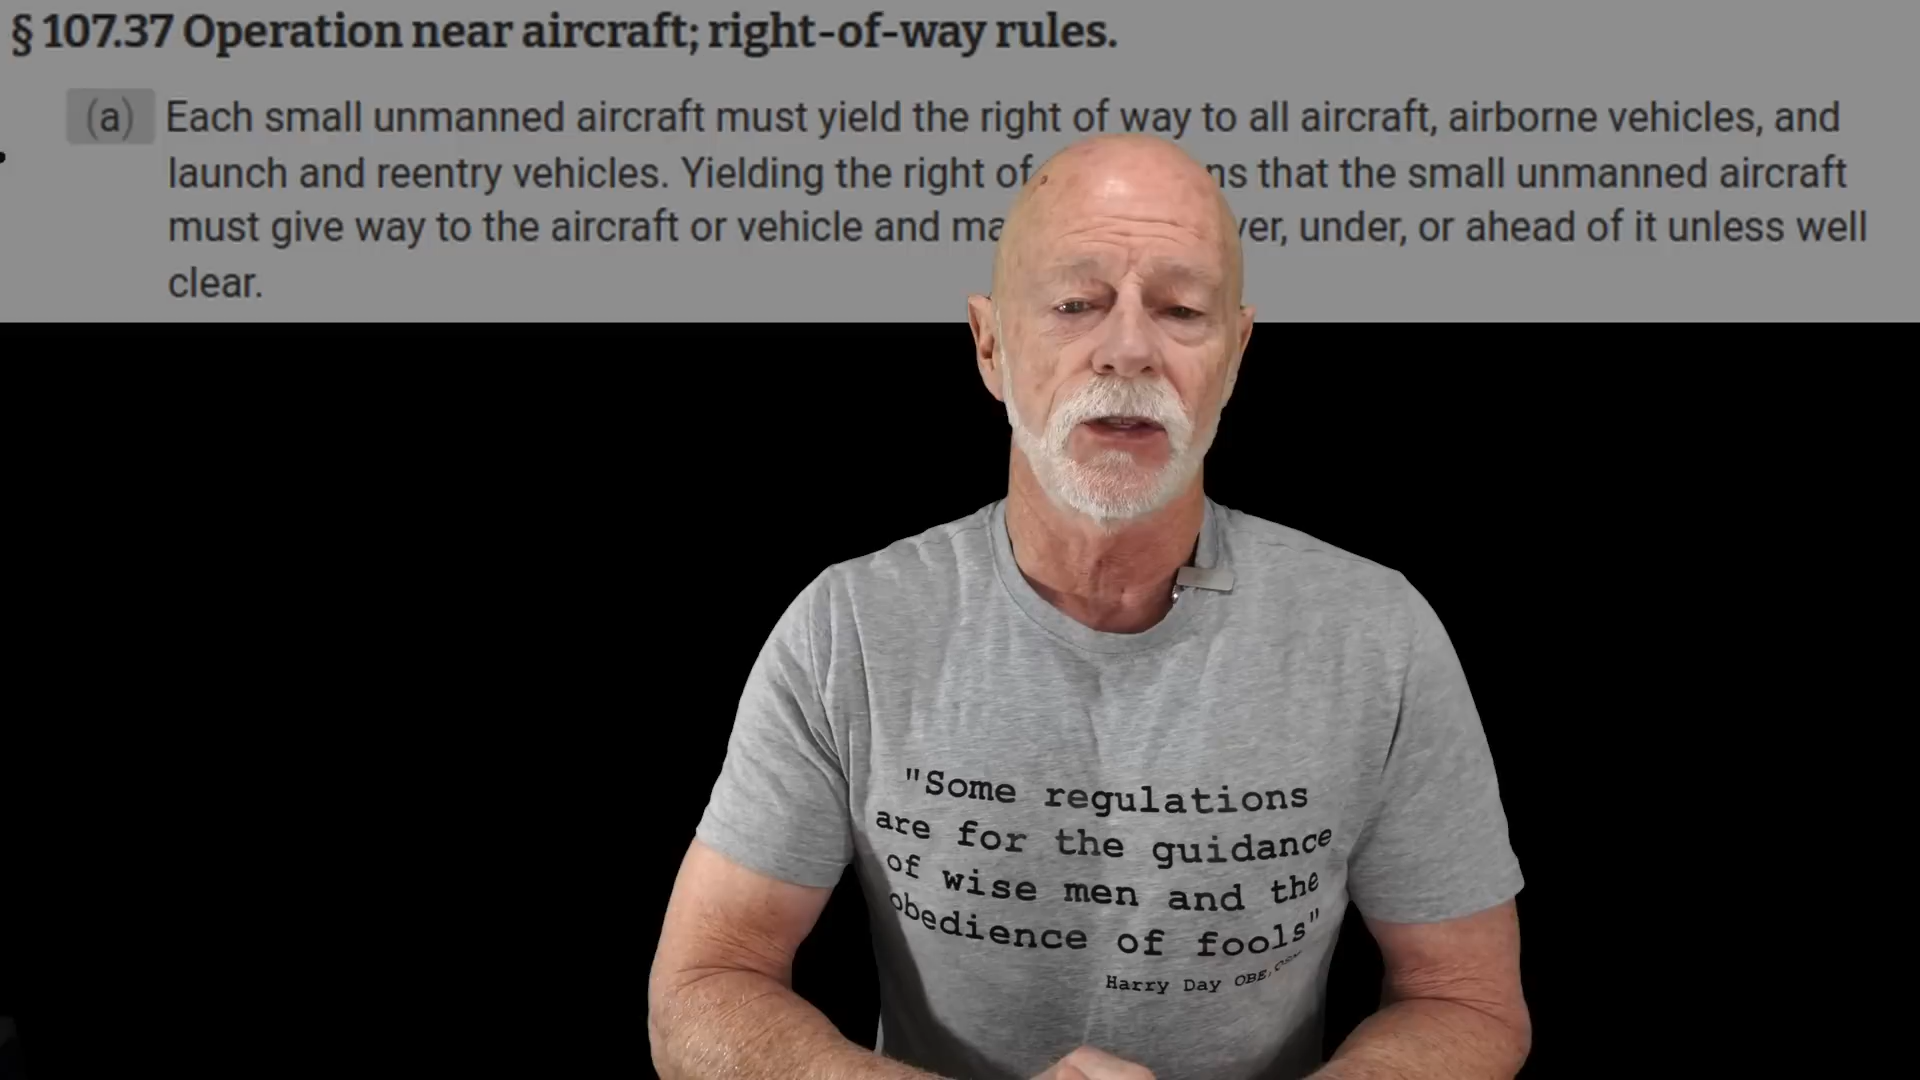 § 107.37 Operation near aircraft; right-of-way rules.
(a) Each small unmanned aircraft must yield the right of way to all aircraft, airborne vehicles, and
launch and reentry vehicles. Yielding the right of that the small unmanned aircraft
must give way to the aircraft or vehicle and under, or ahead of it unless well
clear.
"Some regulations
are for the guidance
of wise men and the
obedience of fools"
Harry Day OBE,